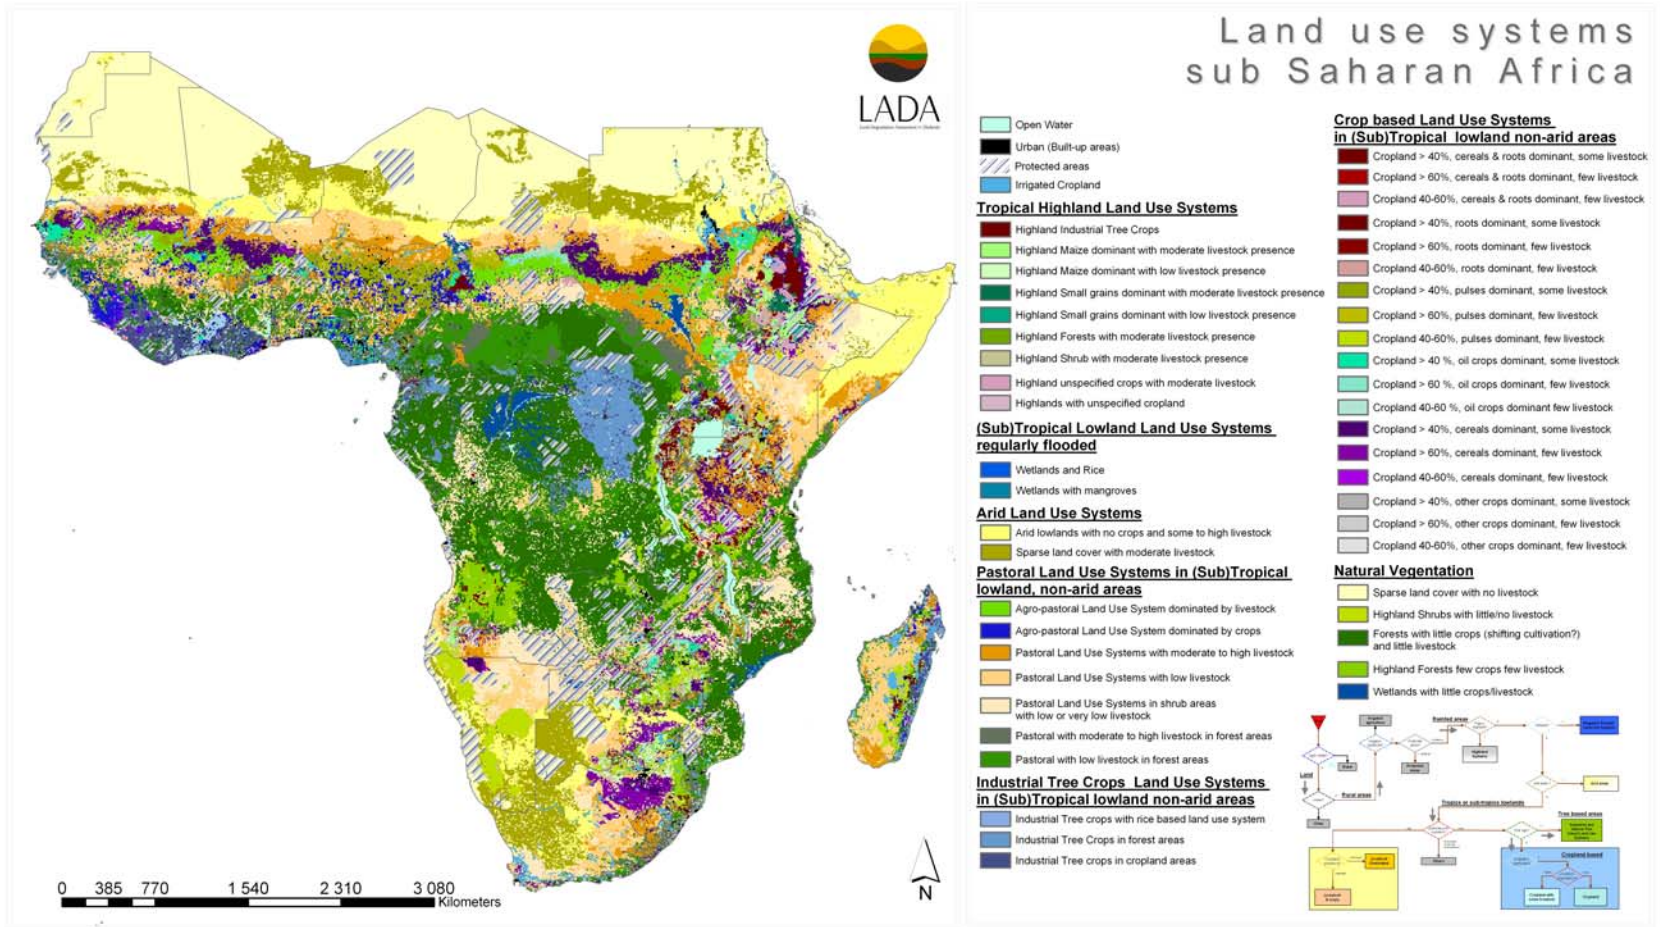 LADA
Land use systems
sub Saharan Africa
Open Water
Urban (Built-up areas)
Protected areas
Irrigated Cropland
Tropical Highland Land Use Systems
Highland Industrial Tree Crops
Highland Maize dominant with moderate livestock presence
Highland Maize dominant with low livestock presence
Highland Small grains dominant with moderate livestock presence
Highland Small grains dominant with low livestock presence
Highland Forests with moderate livestock presence
Highland Shrub with moderate livestock presence
Highland unspecified crops with moderate livestock
Highlands with unspecified cropland
(Sub)Tropical Lowland Land Use Systems
regularly flooded
Wetlands and Rice
Wetlands with mangroves
Arid Land Use Systems
Arid lowlands with no crops and some to high livestock
Sparse land cover with moderate livestock
Pastoral Land Use Systems in (Sub)Tropical
lowland, non-arid areas
Agro-pastoral Land Use System dominated by livestock
Agro-pastoral Land Use System dominated by crops
Pastoral Land Use Systems with moderate to high livestock
Pastoral Land Use Systems with low livestock
Pastoral Land Use Systems in shrub areas
with low or very low livestock
Pastoral with moderate to high livestock in forest areas
Pastoral with low livestock in forest areas
Industrial Tree Crops Land Use Systems
in (Sub)Tropical lowland non-arid areas
Industrial Tree crops with rice based land use system
Industrial Tree Crops in forest areas
Industrial Tree crops in cropland areas
Crop based Land Use Systems
in (Sub)Tropical lowland non-arid areas
Cropland > 40%, cereals & roots dominant, some livestock
Cropland > 60%, cereals & roots dominant, few livestock
Cropland 40-60%, cereals & roots dominant, few livestock
Cropland > 40%, roots dominant, some livestock
Cropland > 60%, roots dominant, few livestock
Cropland 40-60%, roots dominant, few livestock
Cropland > 40%, pulses dominant, some livestock
Cropland > 60%, pulses dominant, few livestock
Cropland 40-60%, pulses dominant, few livestock
Cropland > 40 %, oil crops dominant, some livestock
Cropland > 60 %, oil crops dominant, few livestock
Cropland 40-60 %, oil crops dominant few livestock
Cropland > 40%, cereals dominant, some livestock
Cropland > 60%, cereals dominant, few livestock
Cropland 40-60%, cereals dominant, few livestock
Cropland > 40%, other crops dominant, some livestock
Cropland > 60%, other crops dominant, few livestock
Cropland 40-60%, other crops dominant, few livestock
Natural Vegentation
Sparse land cover with no livestock
Highland Shrubs with little/no livestock
Forests with little crops (shifting cultivation?)
and little livestock
Highland Forests few crops few livestock
Wetlands with little crops/livestock
Rainfed areas
Land
Rural areas
Tropics or sub-tropics lowlands
Tree based areas
Cropland based
0 385 770 1 540 2 310 3 080
Kilometers
N